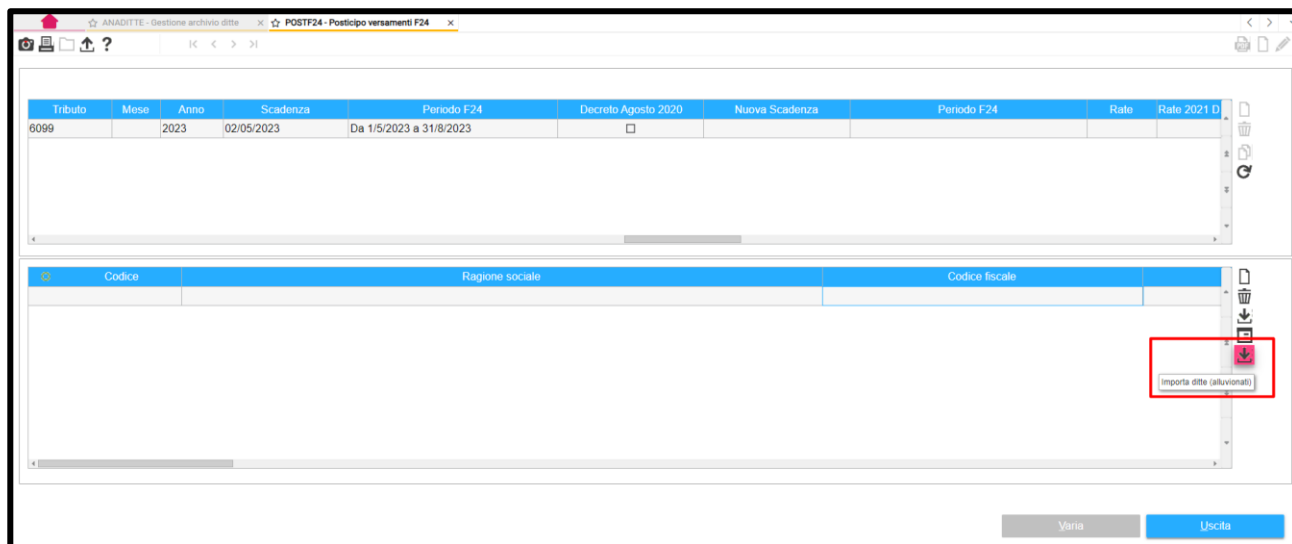 ANADITTE - Gestione archivio ditte x POSTF24 - Posticipo versamenti F24 x
Tributo Mese Anno Scadenza Periodo F24 Decreto Agosto 2020 Nuova Scadenza Periodo F24 Rate Rate 2021 D
6099 2023 02/05/2023 Da 1/5/2023 a 31/8/2023
Codice Ragione sociale Codice fiscale
Importa ditte (alluvionati)
Varia Uscita